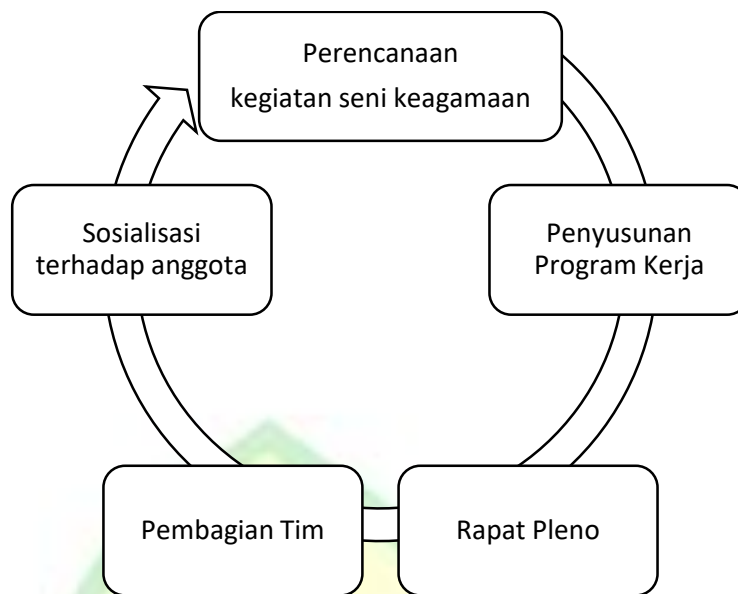 Perencanaan
kegiatan seni keagamaan
Penyusunan
Program Kerja
Rapat Pleno
Pembagian Tim
Sosialisasi
terhadap anggota